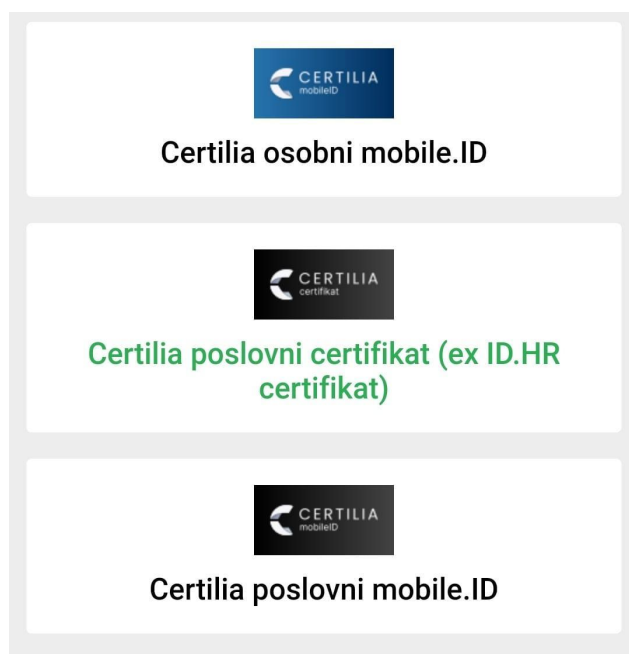 CERTILIA
mobileID
Certilia osobni mobile.ID
CERTILIA
certifikat
Certilia poslovni certifikat (ex ID.HR
certifikat)
CERTILIA
mobileID
Certilia poslovni mobile.ID